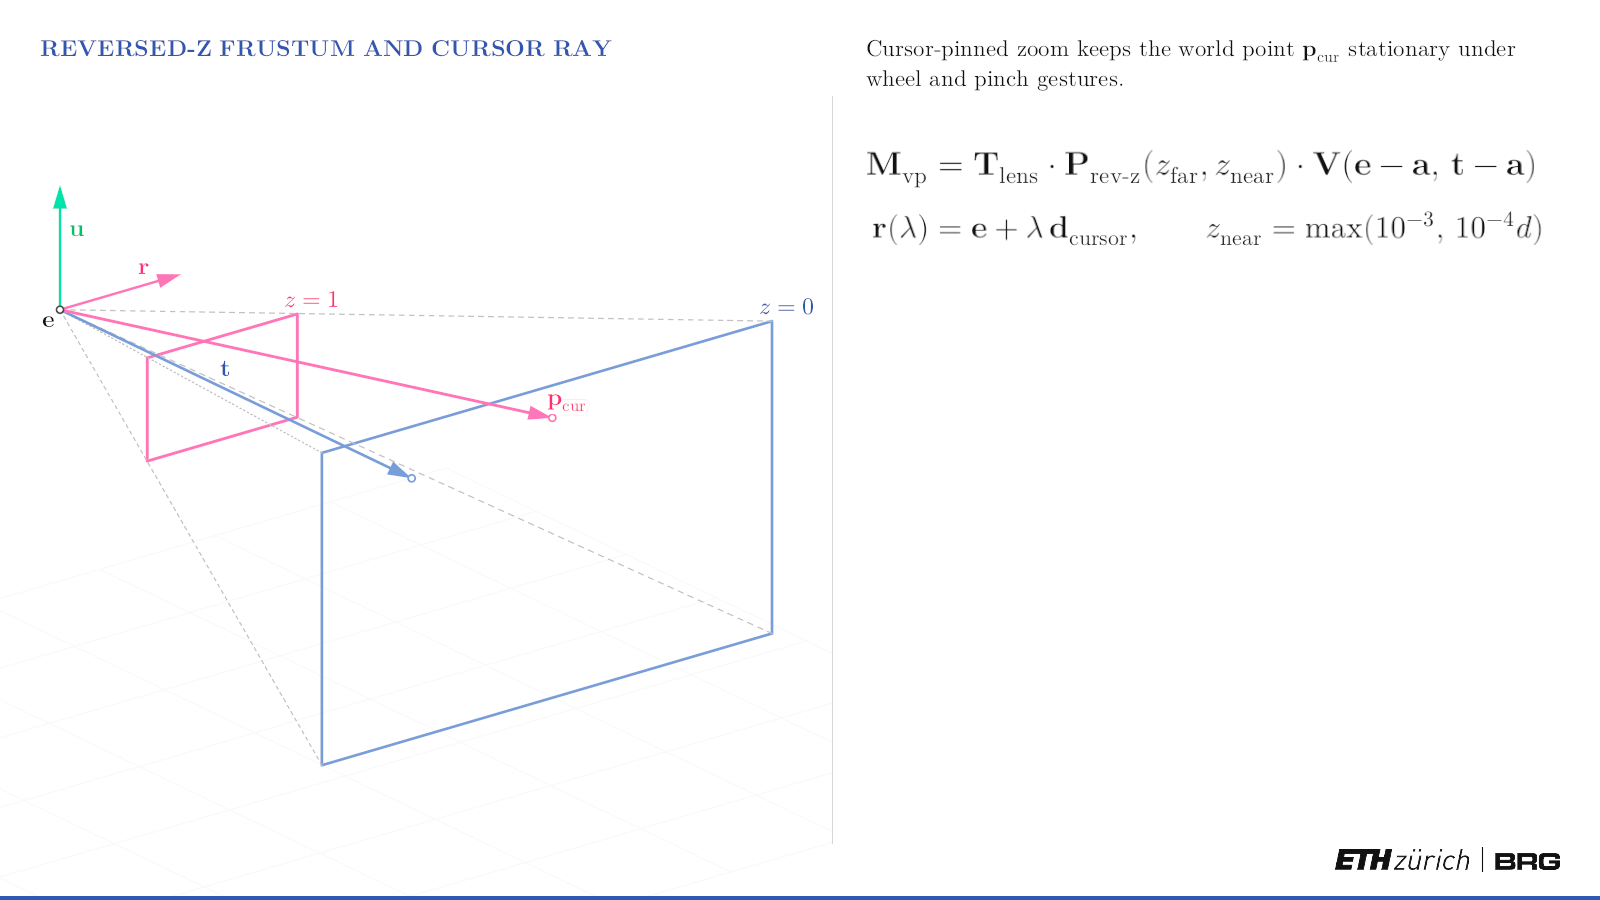 REVERSED-Z FRUSTUM AND CURSOR RAY
Cursor-pinned zoom keeps the world point p_cur stationary under
wheel and pinch gestures.
M_vp = T_lens · P_rev-z(z_far, z_near) · V(e − a, t − a)
r(λ) = e + λ d_cursor, z_near = max(10^−3, 10^−4 d)
u
r
e
z = 1
z = 0
t
p_cur
ETH zürich | BRG